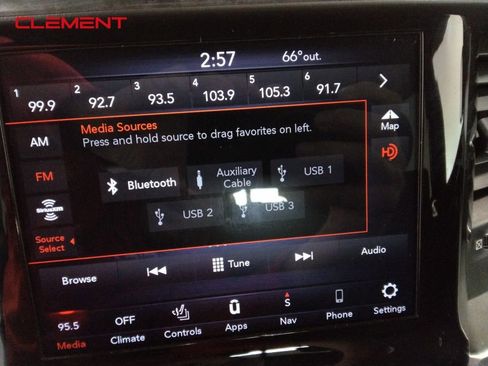 CLEMENT
2:57 66°out.
1 99.9 2 92.7 3 93.5 4 103.9 5 105.3 6 91.7
AM
Media Sources
Press and hold source to drag favorites on left.
Map
FM
HD
Bluetooth
Auxiliary
Cable
USB 1
SiriusXM
USB 2
USB 3
Source
Select
Browse
Tune
Audio
95.5
Media
OFF
Climate
Controls
Apps
S
Nav
Phone
Settings